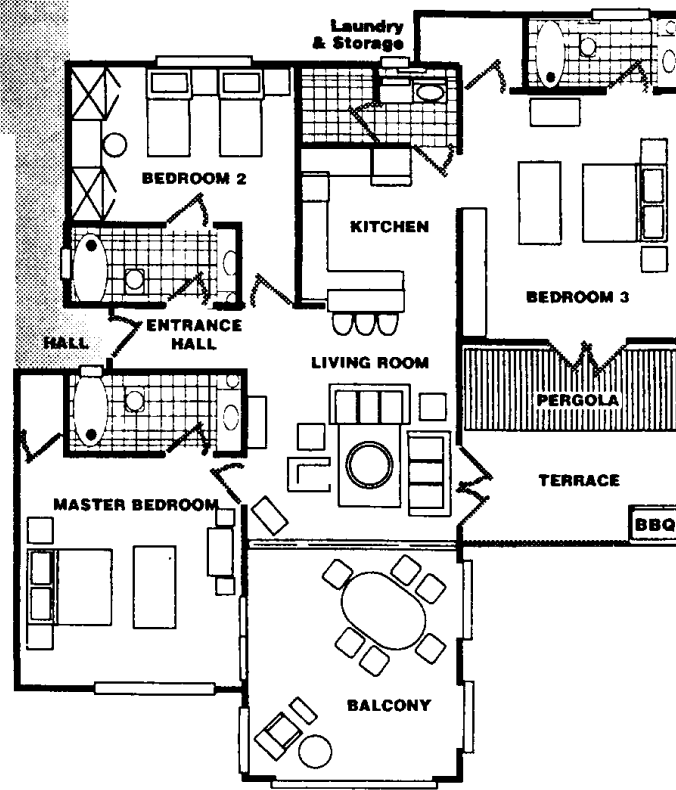 Laundry
& Storage
BEDROOM 2
KITCHEN
BEDROOM 3
ENTRANCE
HALL
HALL
LIVING ROOM
PERGOLA
TERRACE
MASTER BEDROOM
BBQ
BALCONY